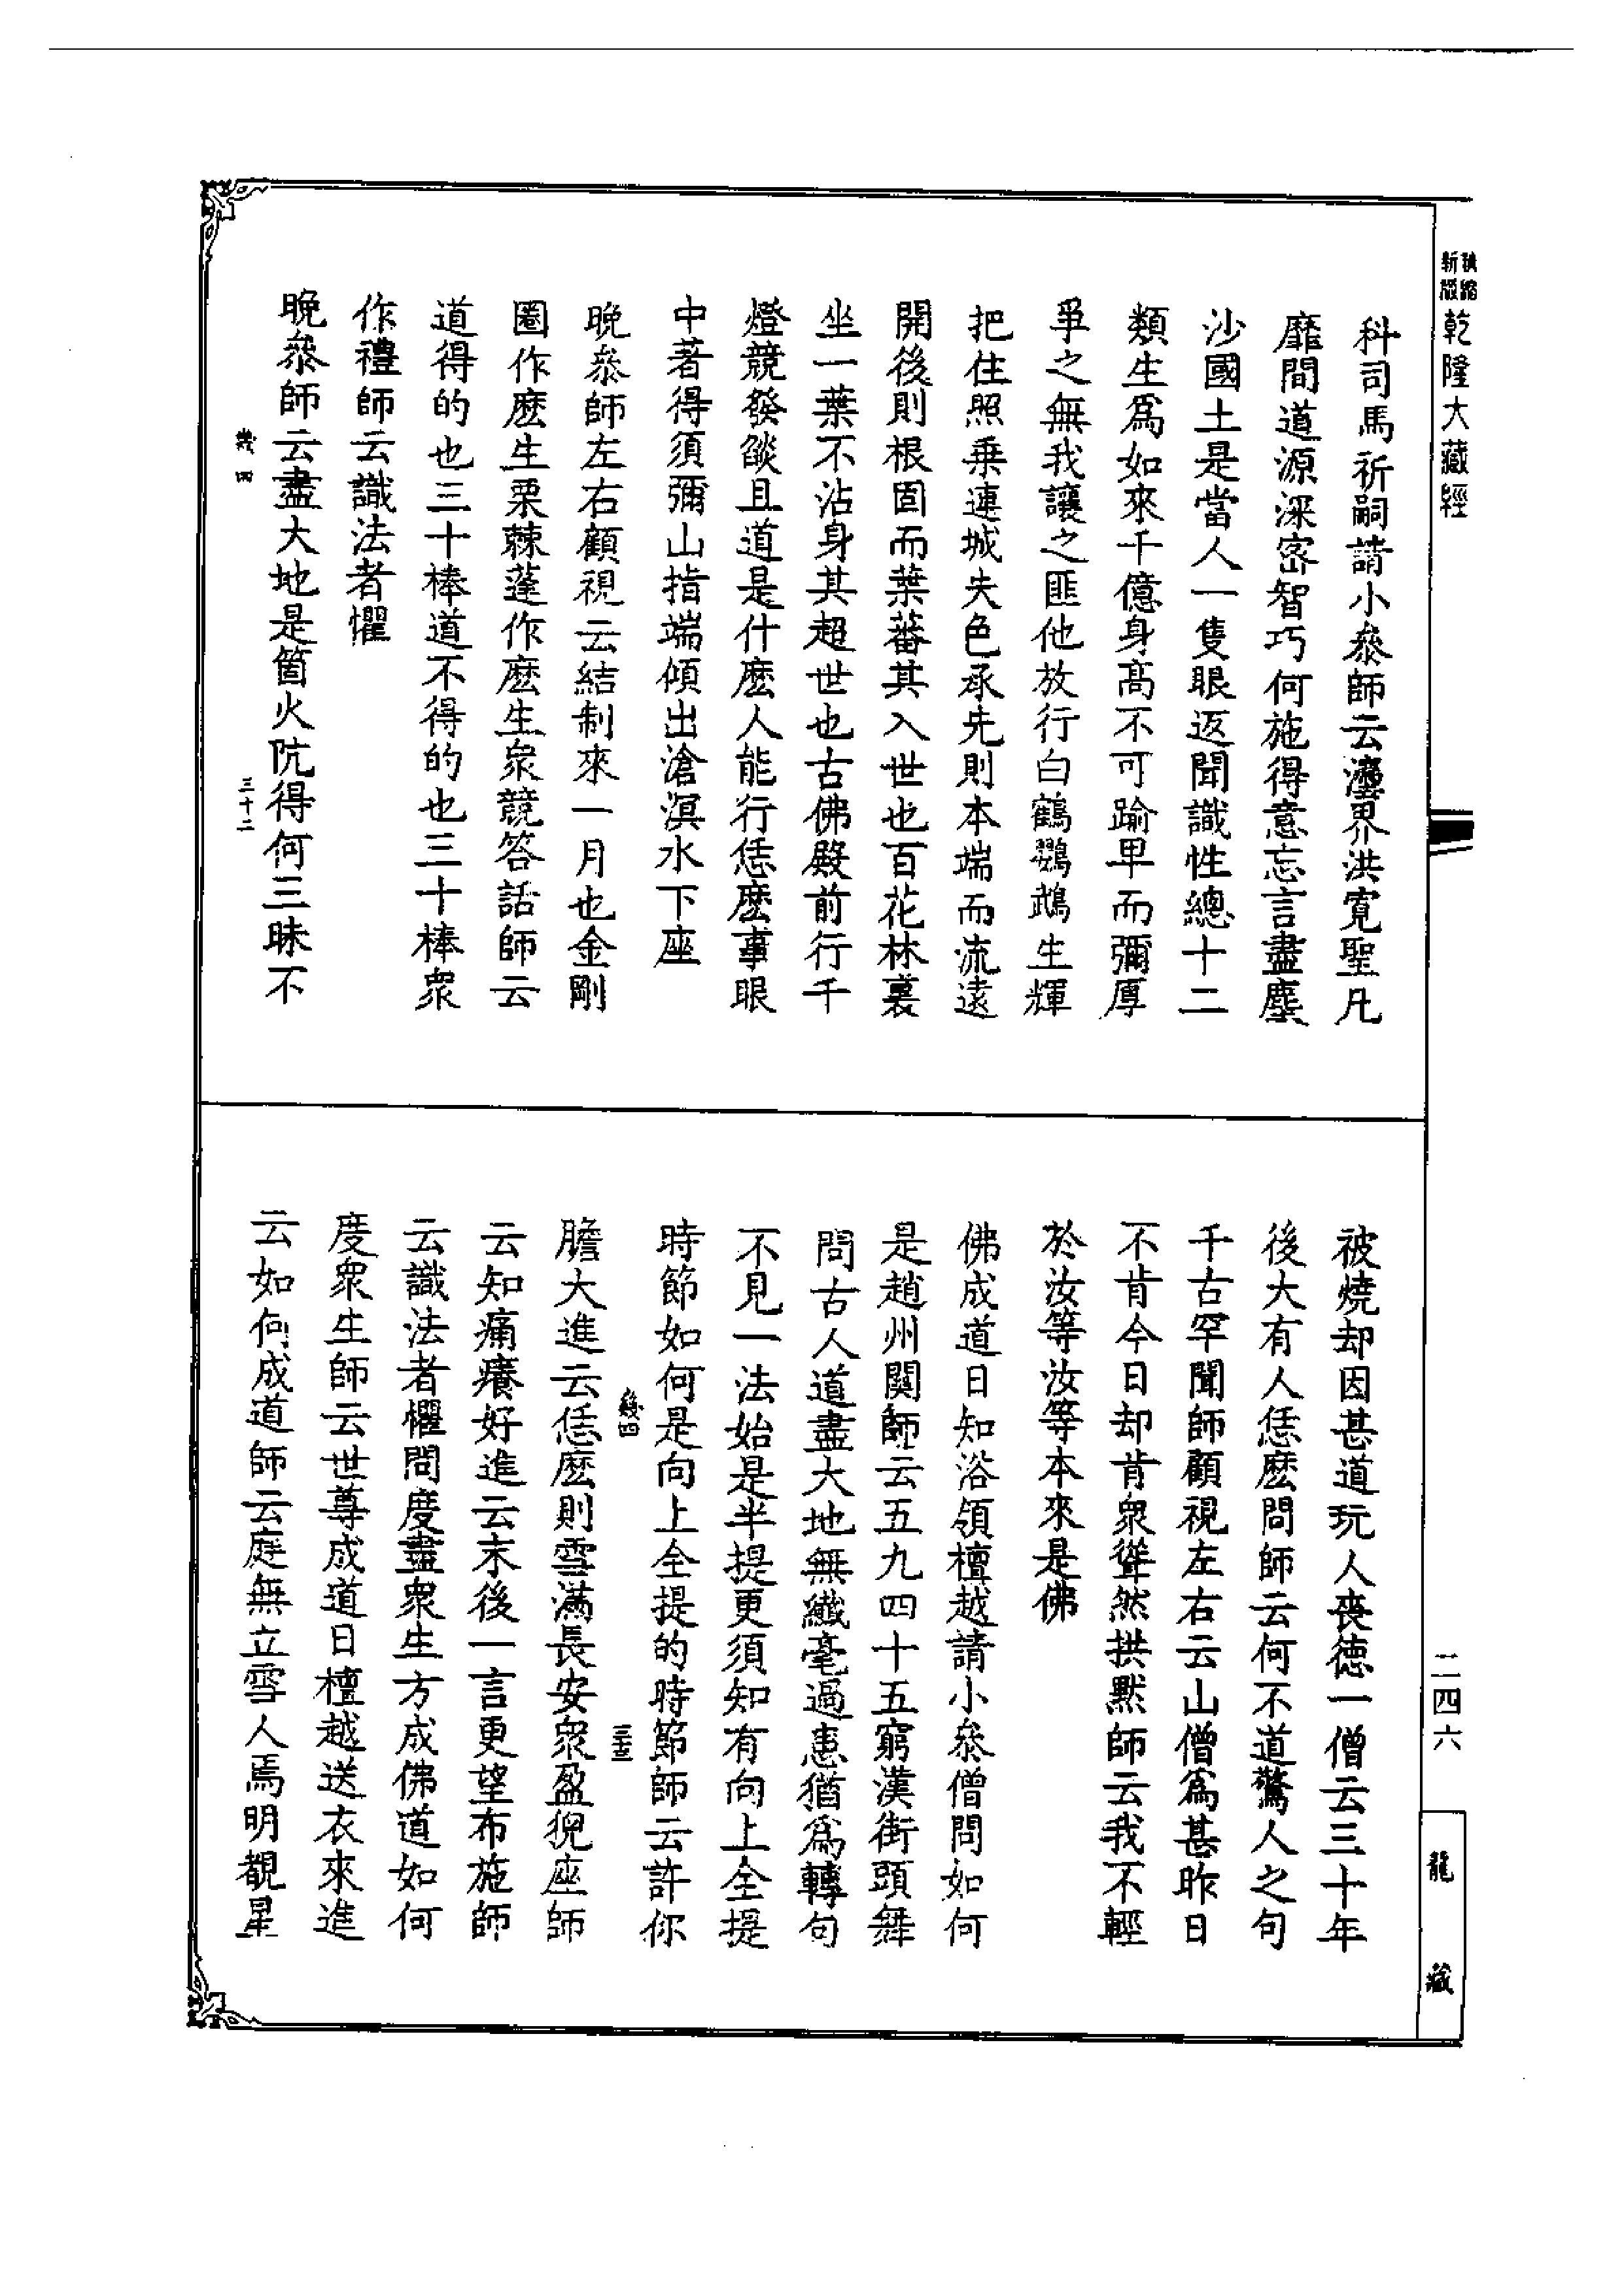 新版
縮
乾隆大藏經
科司馬祈嗣請小叅師云瀍界洪寬聖凡
靡間道源深密智巧何施得意忘言盡塵
沙國土是當人一隻眼返聞識性總十二
類生爲如來千億身高不可踰卑而彌厚
爭之無我讓之匪他放行白鶴鸚鵡生輝
把住照乗連城失色承先則本端而流遠
開後則根固而葉蕃其入世也百花林裏
坐一葉不沾身其超世也古佛殿前行千
燈競發燄且道是什麽人能行恁麽事眼
中著得須彌山指端傾出滄溟水下座
晚叅師左右顧視云結制來一月也金剛
圈作麽生栗棘蓬作麽生衆競答話師云
道得的也三十棒道不得的也三十棒衆
作禮師云識法者懼
晚叅師云盡大地是箇火阬得何三昧不
幾四
三十二
被燒却因甚道玩人喪德一僧云三十年
後大有人恁麽問師云何不道驚人之句
千古罕聞師顧視左右云山僧爲甚昨日
不肯今日却肯衆聳然拱默師云我不輕
於汝等汝等本來是佛
佛成道日知浴領檀越請小叅僧問如何
是趙州關師云五九四十五窮漢街頭舞
問古人道盡大地無纖毫過患猶爲轉句
不見一法始是半提更須知有向上全提
時節如何是向上全提的時節師云許你
幾四
三十三
膽大進云恁麽則雪滿長安衆盈猊座師
云知痛癢好進云末後一言更望布施師
云識法者懼問度盡衆生方成佛道如何
度衆生師云世尊成道日檀越送衣來進
云如何成道師云庭無立雪人焉明覩星
二四六
龍藏